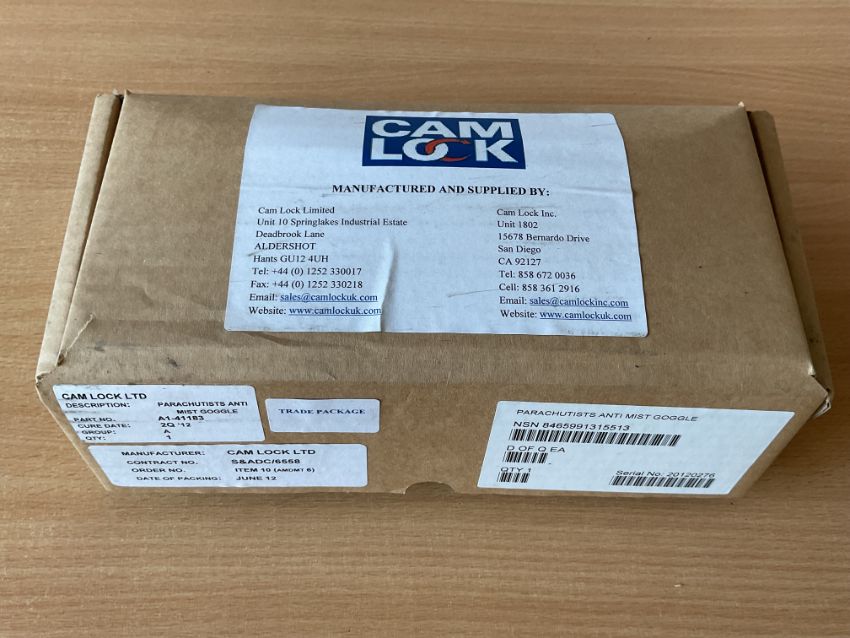 CAM
LOCK
MANUFACTURED AND SUPPLIED BY:
Cam Lock Limited
Unit 10 Springlakes Industrial Estate
Deadbrook Lane
ALDERSHOT
Hants GU12 4UH
Tel: +44 (0) 1252 330017
Fax: +44 (0) 1252 330218
Email: sales@camlockuk.com
Website: www.camlockuk.com
Cam Lock Inc.
Unit 1802
15678 Bernardo Drive
San Diego
CA 92127
Tel: 858 672 0036
Cell: 858 361 2916
Email: sales@camlockinc.com
Website: www.camlockuk.com
CAM LOCK LTD
DESCRIPTION: PARACHUTISTS ANTI
MIST GOGGLE
PART NO. A1-41183
CURE DATE: 2Q '12
GROUP: A
QTY: 1
TRADE PACKAGE
MANUFACTURER: CAM LOCK LTD
CONTRACT NO. S&ADC/6558
ORDER NO. ITEM 10 (AMDMT 6)
DATE OF PACKING: JUNE 12
PARACHUTISTS ANTI MIST GOGGLE
NSN 8465991315513
D OF Q EA
QTY 1
Serial No: 20120276